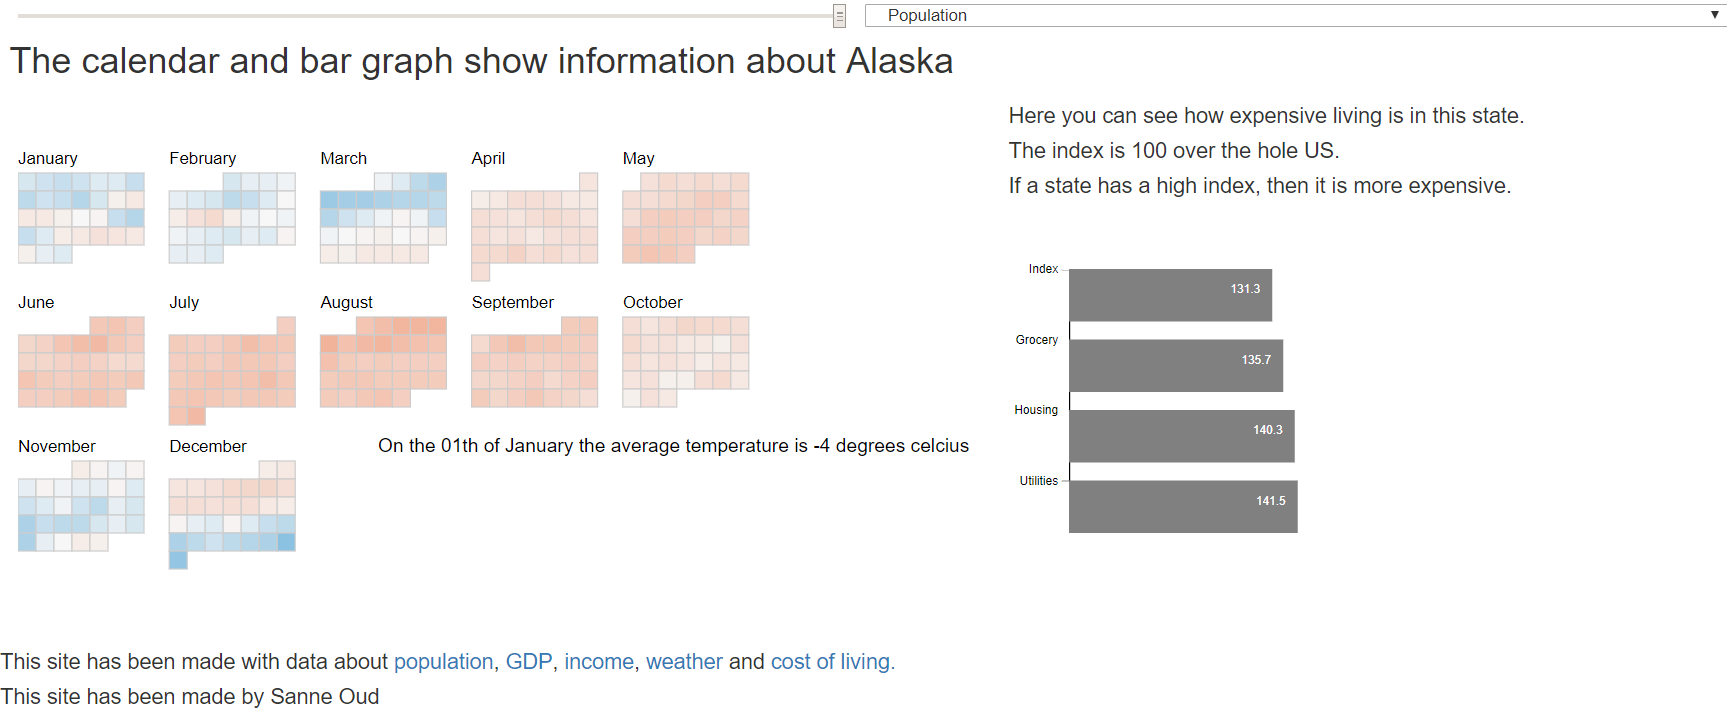 Population
The calendar and bar graph show information about Alaska
January
February
March
April
May
June
July
August
September
October
November
December
On the 01th of January the average temperature is -4 degrees celcius
Here you can see how expensive living is in this state.
The index is 100 over the hole US.
If a state has a high index, then it is more expensive.
Index
131.3
Grocery
135.7
Housing
140.3
Utilities
141.5
This site has been made with data about population, GDP, income, weather and cost of living.
This site has been made by Sanne Oud